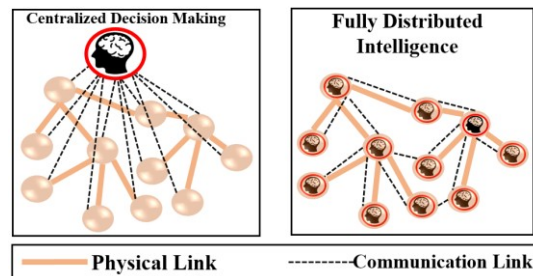 Centralized Decision Making
Fully Distributed
Intelligence
Physical Link
Communication Link